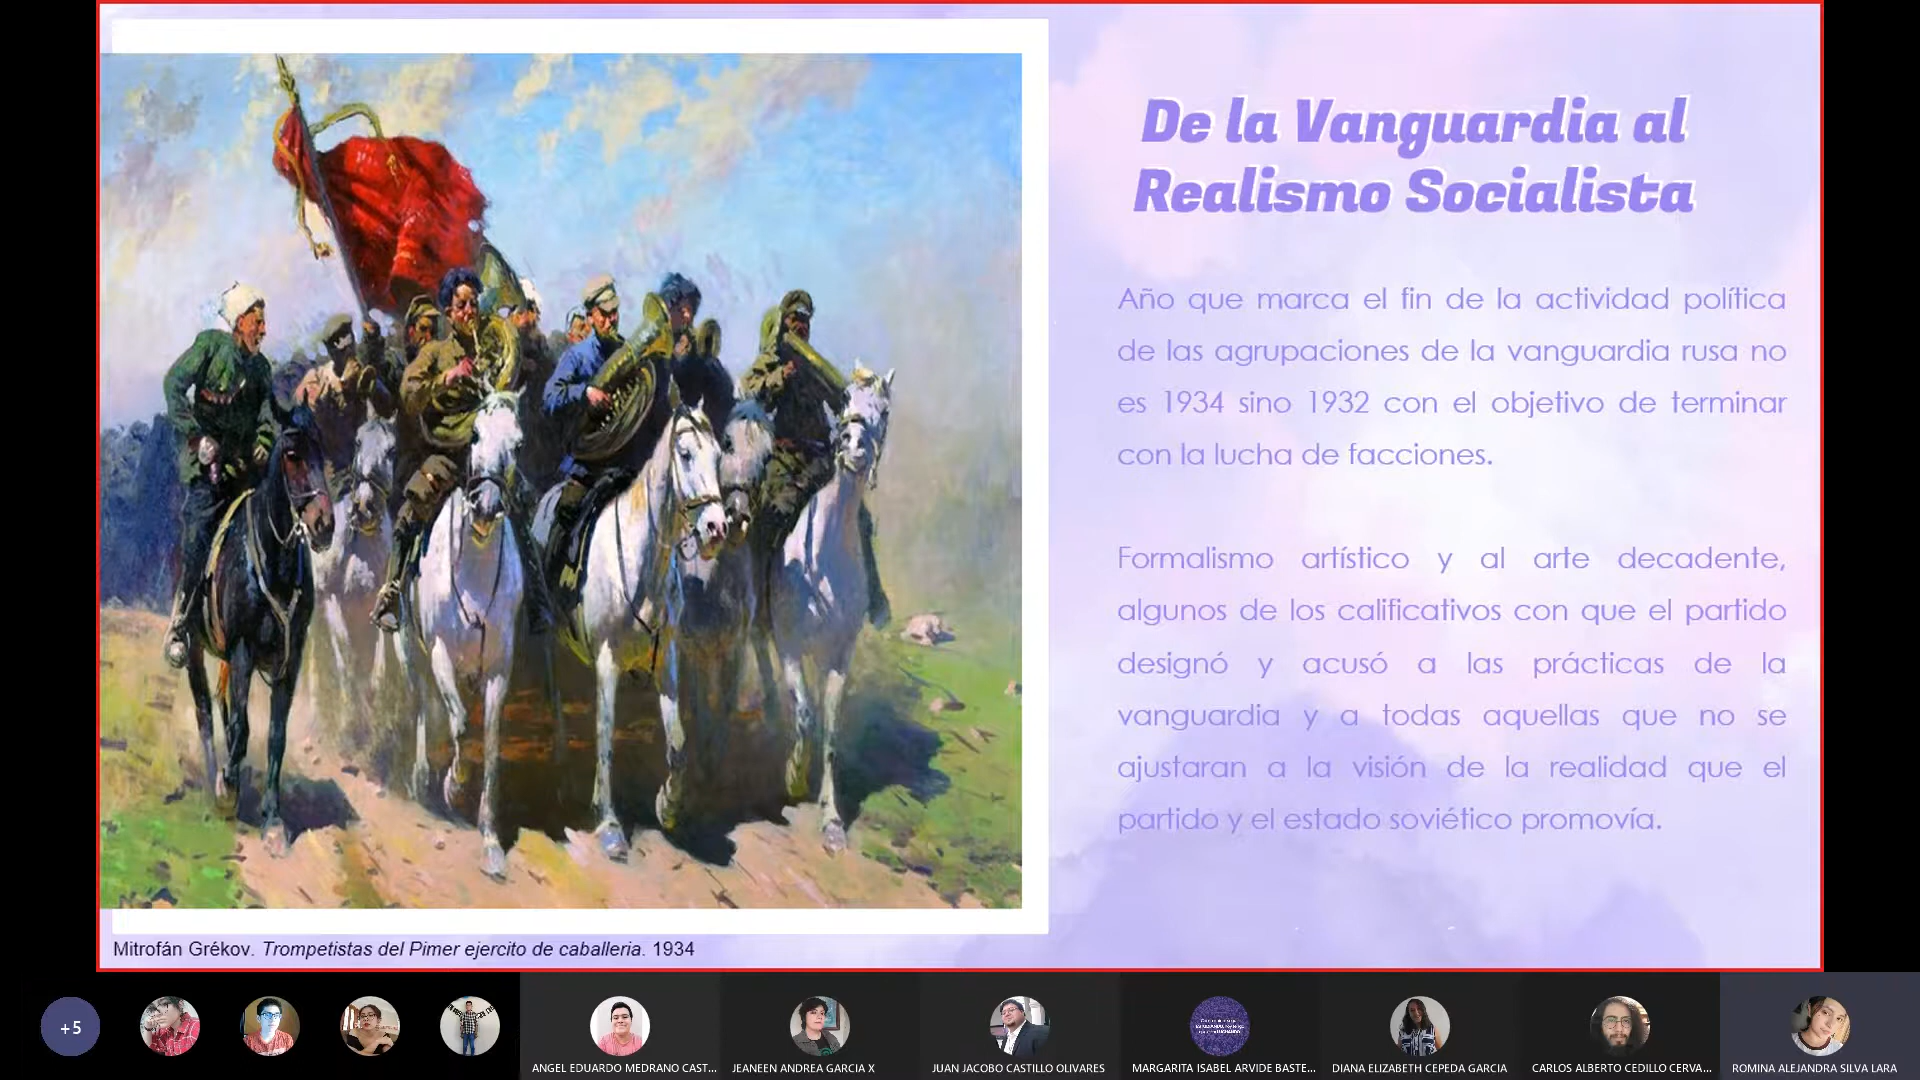 De la Vanguardia al
Realismo Socialista
Año que marca el fin de la actividad política
de las agrupaciones de la vanguardia rusa no
es 1934 sino 1932 con el objetivo de terminar
con la lucha de facciones.
Formalismo artístico y al arte decadente,
algunos de los calificativos con que el partido
designó y acusó a las prácticas de la
vanguardia y a todas aquellas que no se
ajustaran a la visión de la realidad que el
partido y el estado soviético promovía.
Mitrofán Grékov. Trompetistas del Pimer ejercito de caballeria. 1934
+5
ANGEL EDUARDO MEDRANO CAST...
JEANEEN ANDREA GARCIA X
JUAN JACOBO CASTILLO OLIVARES
MARGARITA ISABEL ARVIDE BASTE...
DIANA ELIZABETH CEPEDA GARCIA
CARLOS ALBERTO CEDILLO CERVA...
ROMINA ALEJANDRA SILVA LARA